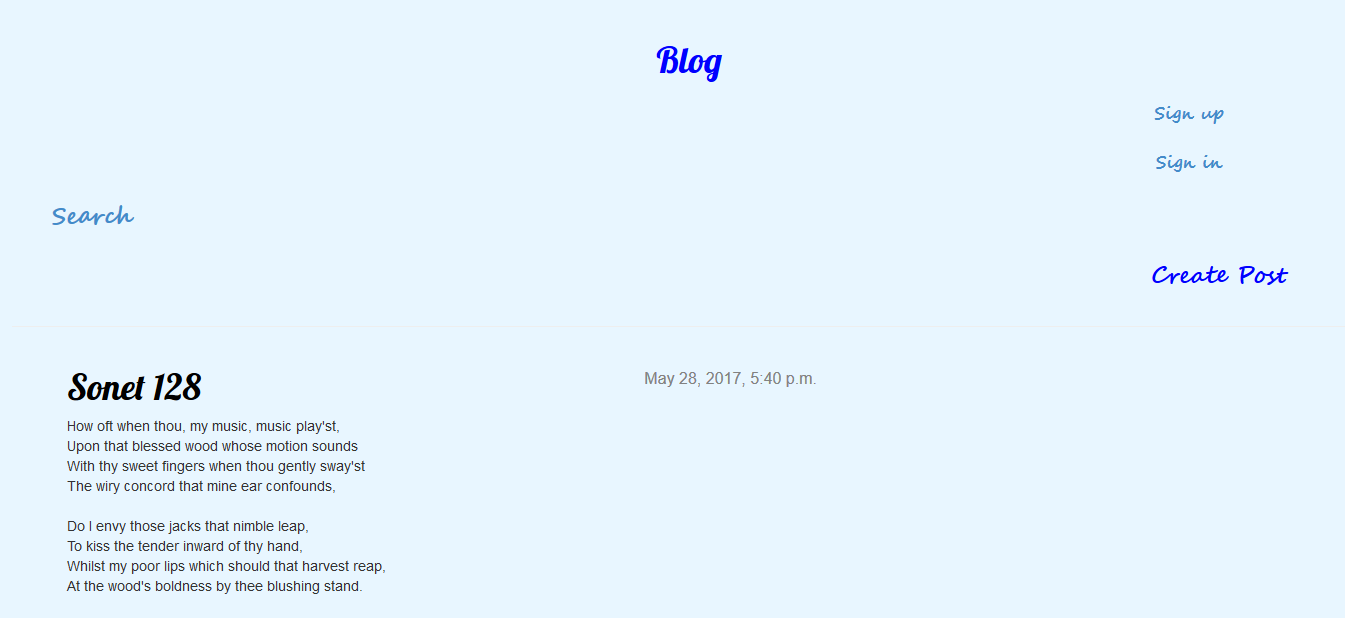 Blog
Sign up
Sign in
Search
Create Post
Sonet 128
May 28, 2017, 5:40 p.m.
How oft when thou, my music, music play'st,
Upon that blessed wood whose motion sounds
With thy sweet fingers when thou gently sway'st
The wiry concord that mine ear confounds,
Do I envy those jacks that nimble leap,
To kiss the tender inward of thy hand,
Whilst my poor lips which should that harvest reap,
At the wood's boldness by thee blushing stand.